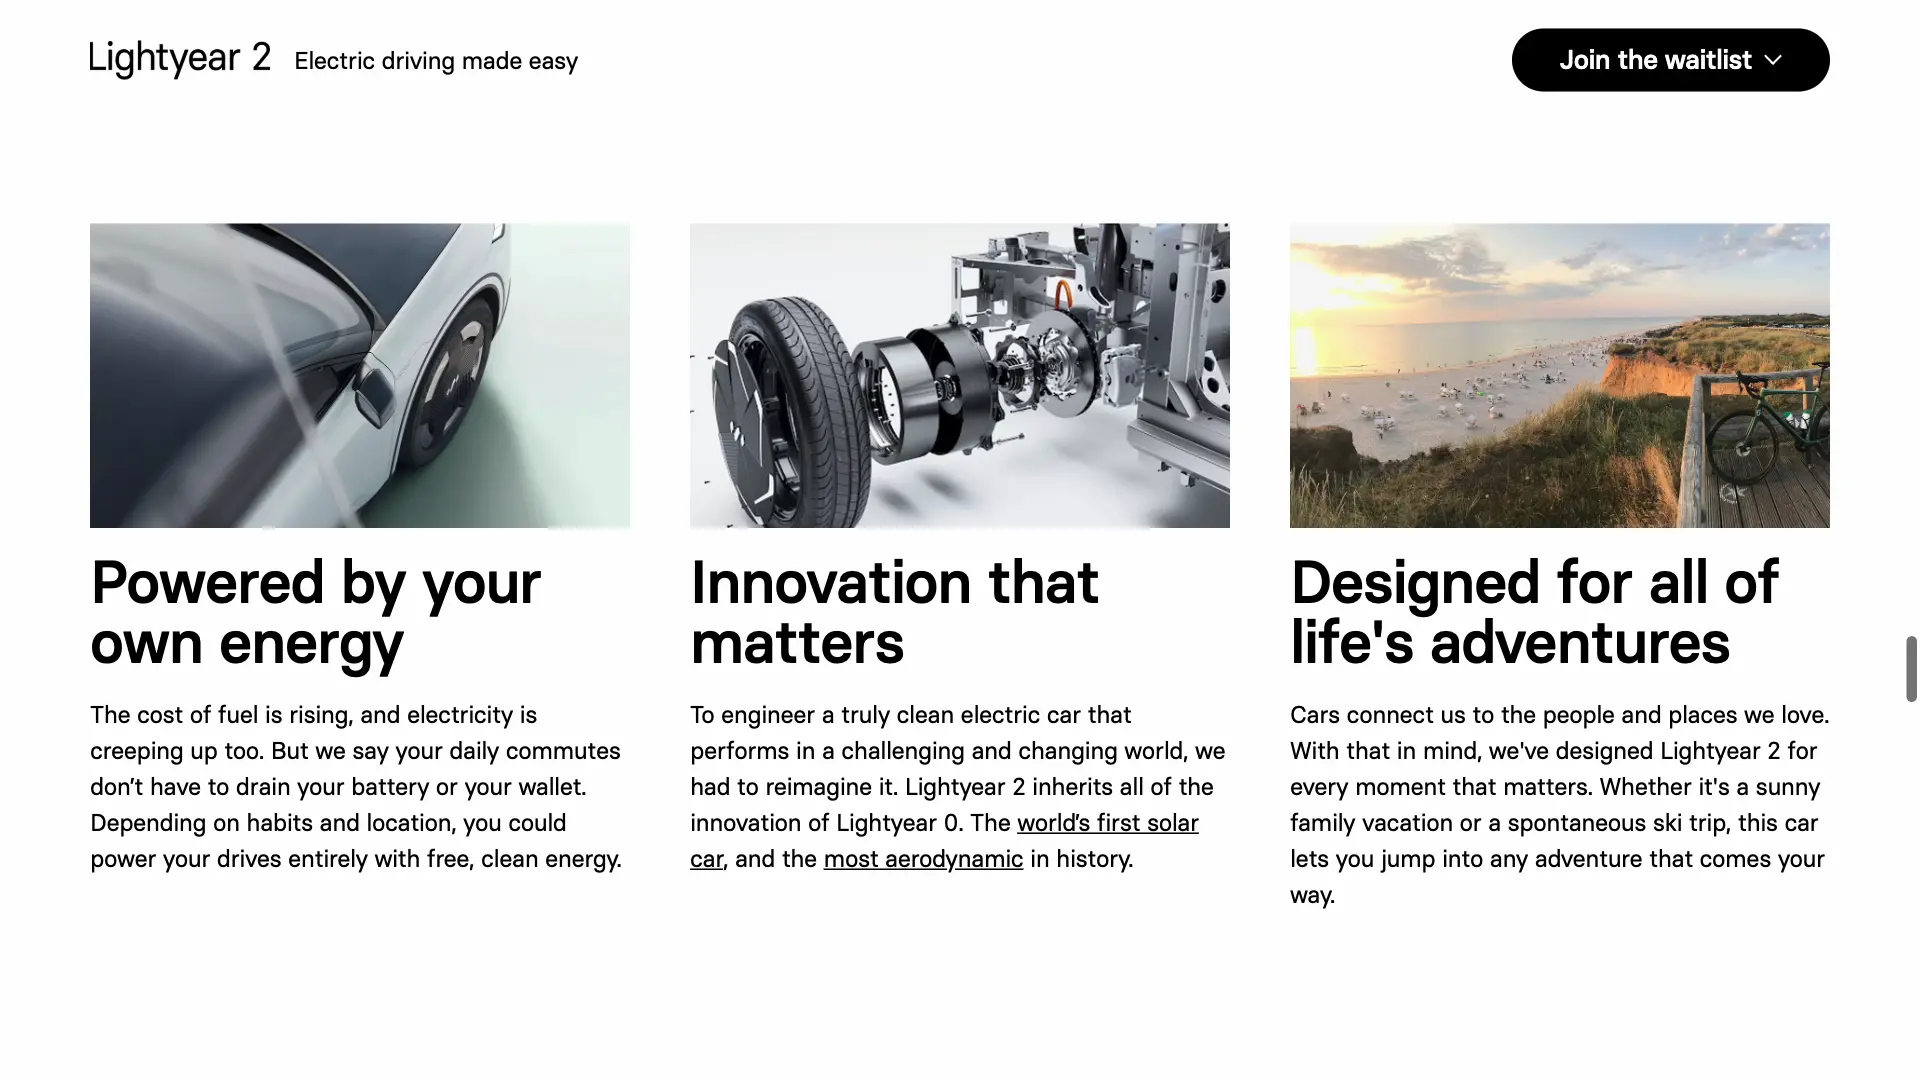 Lightyear 2 Electric driving made easy
Join the waitlist
Powered by your
own energy
The cost of fuel is rising, and electricity is
creeping up too. But we say your daily commutes
don’t have to drain your battery or your wallet.
Depending on habits and location, you could
power your drives entirely with free, clean energy.
Innovation that
matters
To engineer a truly clean electric car that
performs in a challenging and changing world, we
had to reimagine it. Lightyear 2 inherits all of the
innovation of Lightyear 0. The world’s first solar
car, and the most aerodynamic in history.
Designed for all of
life's adventures
Cars connect us to the people and places we love.
With that in mind, we've designed Lightyear 2 for
every moment that matters. Whether it's a sunny
family vacation or a spontaneous ski trip, this car
lets you jump into any adventure that comes your
way.